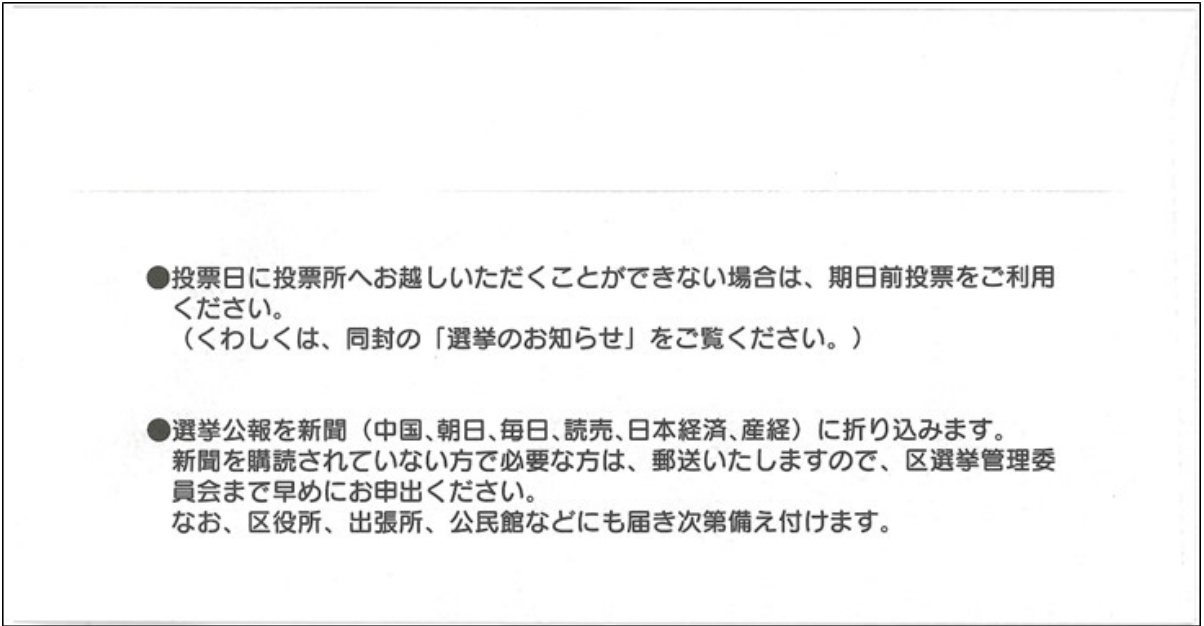 ●投票日に投票所へお越しいただくことができない場合は、期日前投票をご利用
ください。
（くわしくは、同封の「選挙のお知らせ」をご覧ください。）
●選挙公報を新聞（中国、朝日、毎日、読売、日本経済、産経）に折り込みます。
新聞を購読されていない方で必要な方は、郵送いたしますので、区選挙管理委
員会まで早めにお申出ください。
なお、区役所、出張所、公民館などにも届き次第備え付けます。